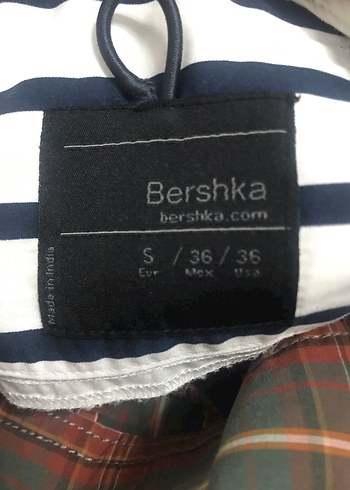 Bershka
bershka.com
S / 36 / 36
Eur Mex Usa
Made in India